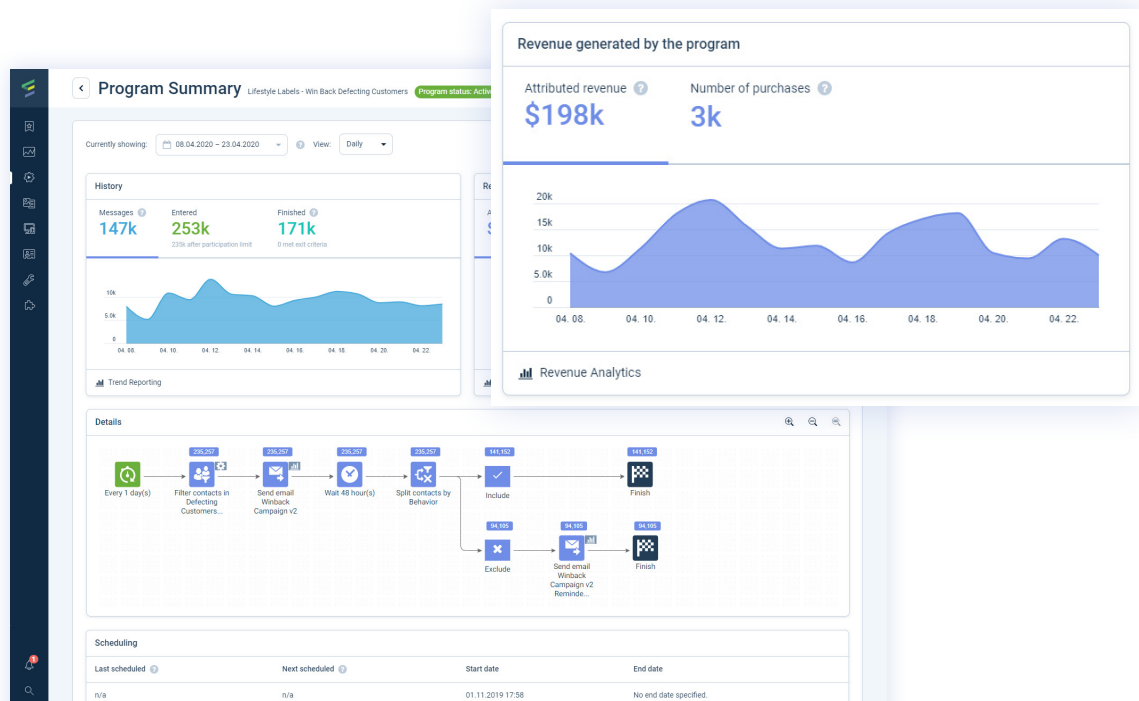 Revenue generated by the program
Attributed revenue ?
Number of purchases ?
$198k
3k
20k
15k
10k
5.0k
0
04. 08.
04. 10.
04. 12.
04. 14.
04. 16.
04. 18.
04. 20.
04. 22.
Revenue Analytics
Program Summary
Lifestyle Labels - Win Back Defecting Customers
Program status: Activ
Currently showing:
08.04.2020 – 23.04.2020
?
View:
Daily
History
Messages ?
Entered
Finished ?
147k
253k
171k
235k after participation limit
0 met exit criteria
10k
5.0k
0
04. 08.
04. 10.
04. 12.
04. 14.
04. 16.
04. 18.
04. 20.
04. 22.
Trend Reporting
Re
A
$
Details
235,257
235,257
235,257
235,257
141,152
141,152
Every 1 day(s)
Filter contacts in
Defecting
Customers...
Send email
Winback
Campaign v2
Wait 48 hour(s)
Split contacts by
Behavior
Include
Finish
94,105
94,105
94,105
Exclude
Send email
Winback
Campaign v2
Reminde...
Finish
Scheduling
Last scheduled ?
Next scheduled ?
Start date
End date
n/a
n/a
01.11.2019 17:58
No end date specified.
1